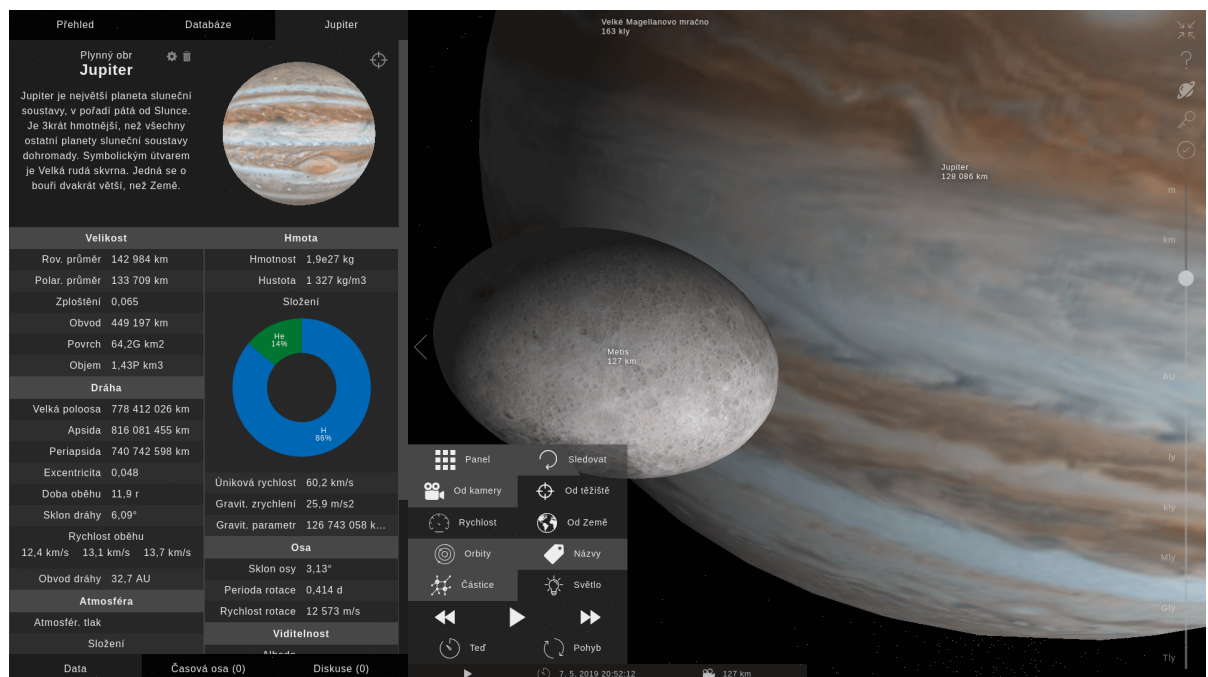 Přehled
Databáze
Jupiter
Plynný obr
Jupiter
Jupiter je největší planeta sluneční
soustavy, v pořadí pátá od Slunce.
Je 3krát hmotnější, než všechny
ostatní planety sluneční soustavy
dohromady. Symbolickým útvarem
je Velká rudá skvrna. Jedná se o
bouři dvakrát větší, než Země.
Velikost
Rov. průměr 142 984 km
Polar. průměr 133 709 km
Zploštění 0,065
Obvod 449 197 km
Povrch 64,2G km2
Objem 1,43P km3
Dráha
Velká poloosa 778 412 026 km
Apsida 816 081 455 km
Periapsida 740 742 598 km
Excentricita 0,048
Doba oběhu 11,9 r
Sklon dráhy 6,09°
Rychlost oběhu
12,4 km/s 13,1 km/s 13,7 km/s
Obvod dráhy 32,7 AU
Atmosféra
Atmosfér. tlak
Složení
Hmota
Hmotnost 1,9e27 kg
Hustota 1 327 kg/m3
Složení
He
14%
H
86%
Úniková rychlost 60,2 km/s
Gravit. zrychlení 25,9 m/s2
Gravit. parametr 126 743 058 k...
Osa
Sklon osy 3,13°
Perioda rotace 0,414 d
Rychlost rotace 12 573 m/s
Viditelnost
Data
Časová osa (0)
Diskuse (0)
Velké Magellanovo mračno
163 kly
Jupiter
128 086 km
Metis
127 km
Panel
Sledovat
Od kamery
Od těžiště
Rychlost
Od Země
Orbity
Názvy
Částice
Světlo
Teď
Pohyb
7. 5. 2019 20:52:12
127 km
m
km
AU
ly
kly
Mly
Gly
Tly